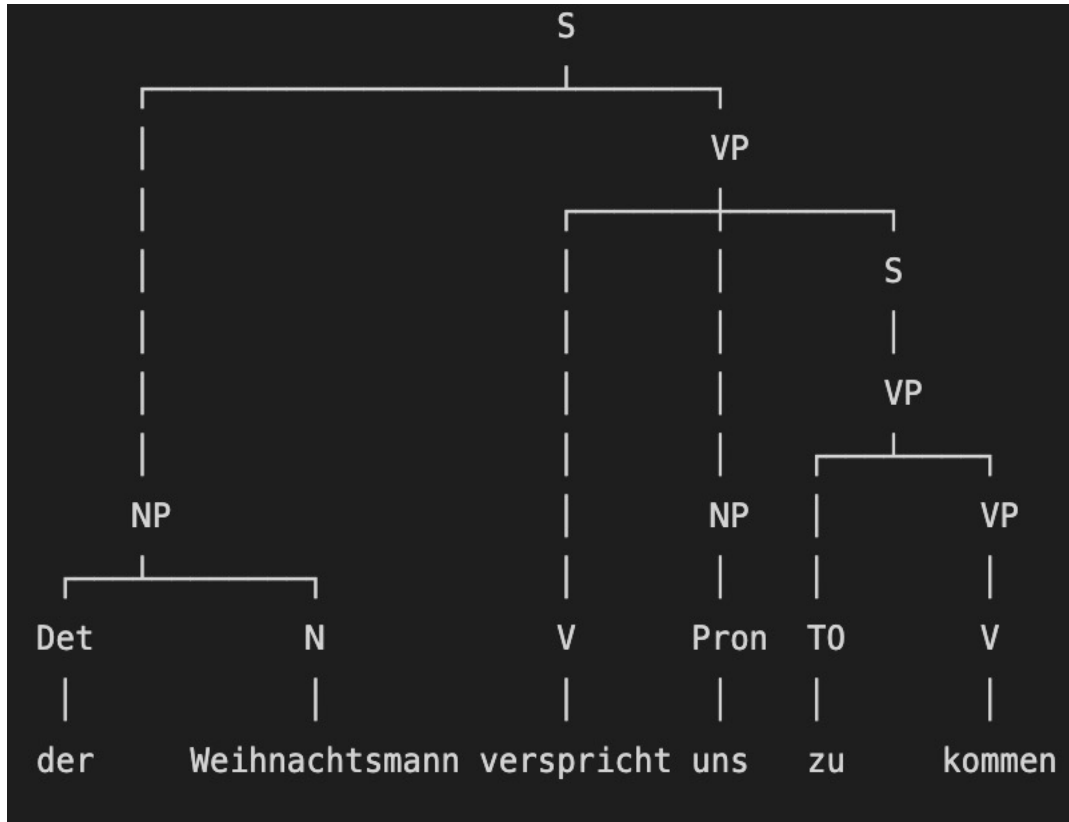 S
VP
S
VP
NP NP VP
Det N V Pron TO V
der Weihnachtsmann verspricht uns zu kommen